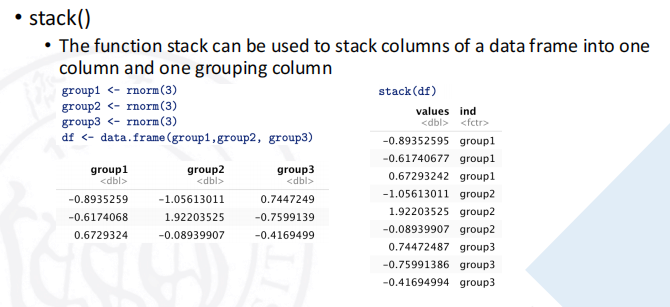 • stack()
• The function stack can be used to stack columns of a data frame into one
column and one grouping column
group1 <- rnorm(3)
group2 <- rnorm(3)
group3 <- rnorm(3)
df <- data.frame(group1,group2, group3)
group1 group2 group3
<dbl> <dbl> <dbl>
-0.8935259 -1.05613011 0.7447249
-0.6174068 1.92203525 -0.7599139
0.6729324 -0.08939907 -0.4169499
stack(df)
values ind
<dbl> <fctr>
-0.89352595 group1
-0.61740677 group1
0.67293242 group1
-1.05613011 group2
1.92203525 group2
-0.08939907 group2
0.74472487 group3
-0.75991386 group3
-0.41694994 group3